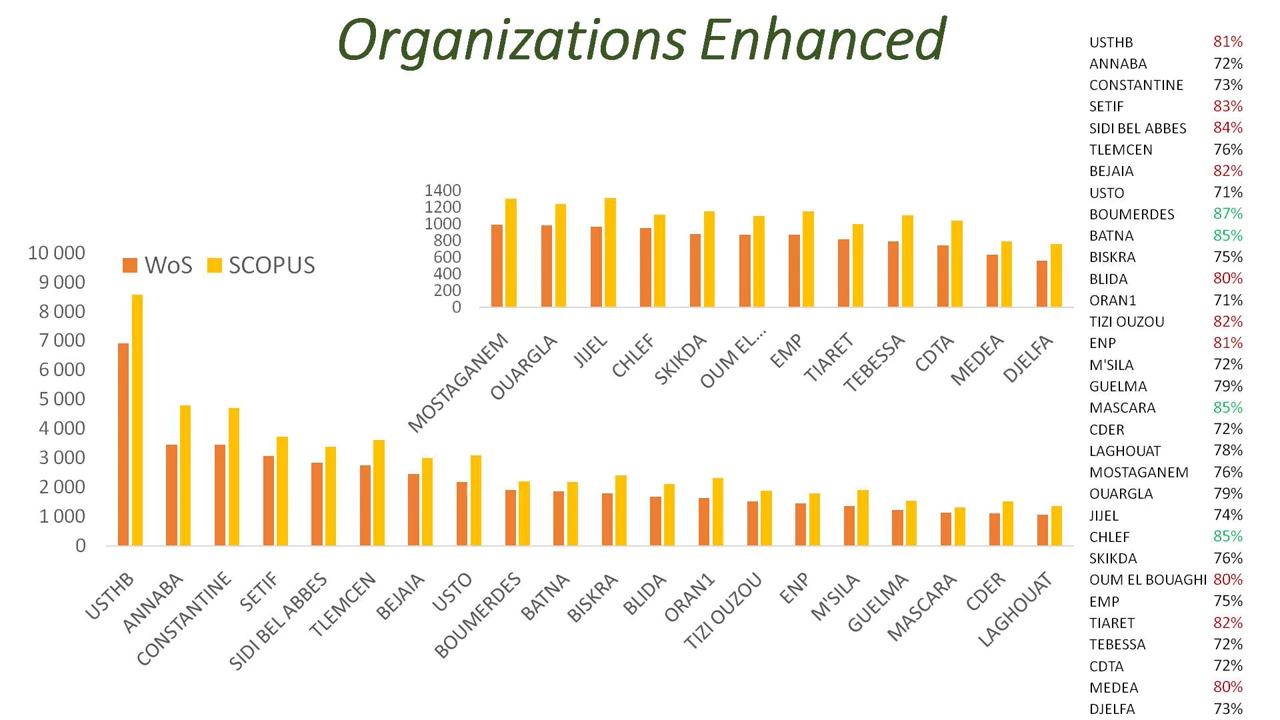 Organizations Enhanced
USTHB 81%
ANNABA 72%
CONSTANTINE 73%
SETIF 83%
SIDI BEL ABBES 84%
TLEMCEN 76%
BEJAIA 82%
USTO 71%
BOUMERDES 87%
BATNA 85%
BISKRA 75%
BLIDA 80%
ORAN1 71%
TIZI OUZOU 82%
ENP 81%
M'SILA 72%
GUELMA 79%
MASCARA 85%
CDER 72%
LAGHOUAT 78%
MOSTAGANEM 76%
OUARGLA 79%
JIJEL 74%
CHLEF 85%
SKIKDA 76%
OUM EL BOUAGHI 80%
EMP 75%
TIARET 82%
TEBESSA 72%
CDTA 72%
MEDEA 80%
DJELFA 73%
1400
1200
1000
800
600
400
200
0
MOSTAGANEM
OUARGLA
JIJEL
CHLEF
SKIKDA
OUM EL...
EMP
TIARET
TEBESSA
CDTA
MEDEA
DJELFA
WoS SCOPUS
10 000
9 000
8 000
7 000
6 000
5 000
4 000
3 000
2 000
1 000
0
USTHB
ANNABA
CONSTANTINE
SETIF
SIDI BEL ABBES
TLEMCEN
BEJAIA
USTO
BOUMERDES
BATNA
BISKRA
BLIDA
ORAN1
TIZI OUZOU
ENP
M'SILA
GUELMA
MASCARA
CDER
LAGHOUAT